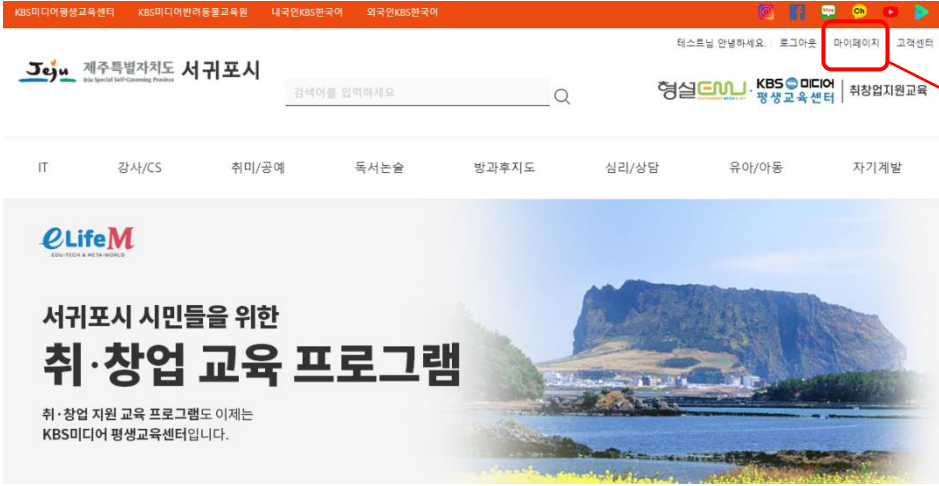 KBS미디어평생교육센터 KBS미디어반려동물교육원 내국인KBS한국어 외국인KBS한국어
테스트님 안녕하세요. 로그아웃 마이페이지 고객센터
Jeju 제주특별자치도 서귀포시
Jeju Special Self-Governing Province
검색어를 입력하세요
형설EMJ · KBS 미디어 평생교육센터 | 취창업지원교육
IT 강사/CS 취미/공예 독서논술 방과후지도 심리/상담 유아/아동 자기계발
eLifeM
EDU-TECH & META-WORLD
서귀포시 시민들을 위한
취·창업 교육 프로그램
취·창업 지원 교육 프로그램도 이제는
KBS미디어 평생교육센터입니다.